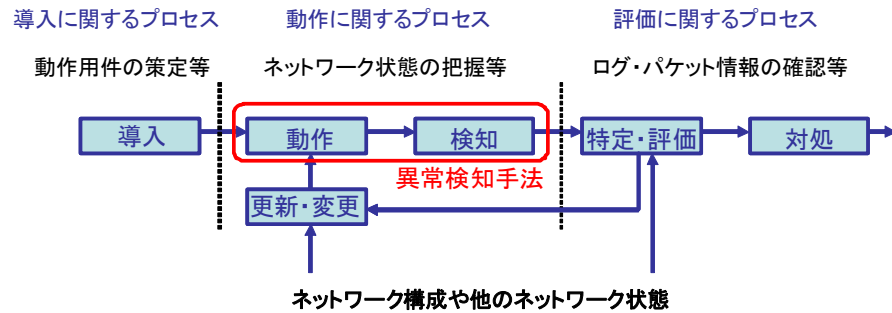 導入に関するプロセス
動作に関するプロセス
評価に関するプロセス
動作用件の策定等
ネットワーク状態の把握等
ログ・パケット情報の確認等
導入
動作
検知
特定・評価
対処
異常検知手法
更新・変更
ネットワーク構成や他のネットワーク状態